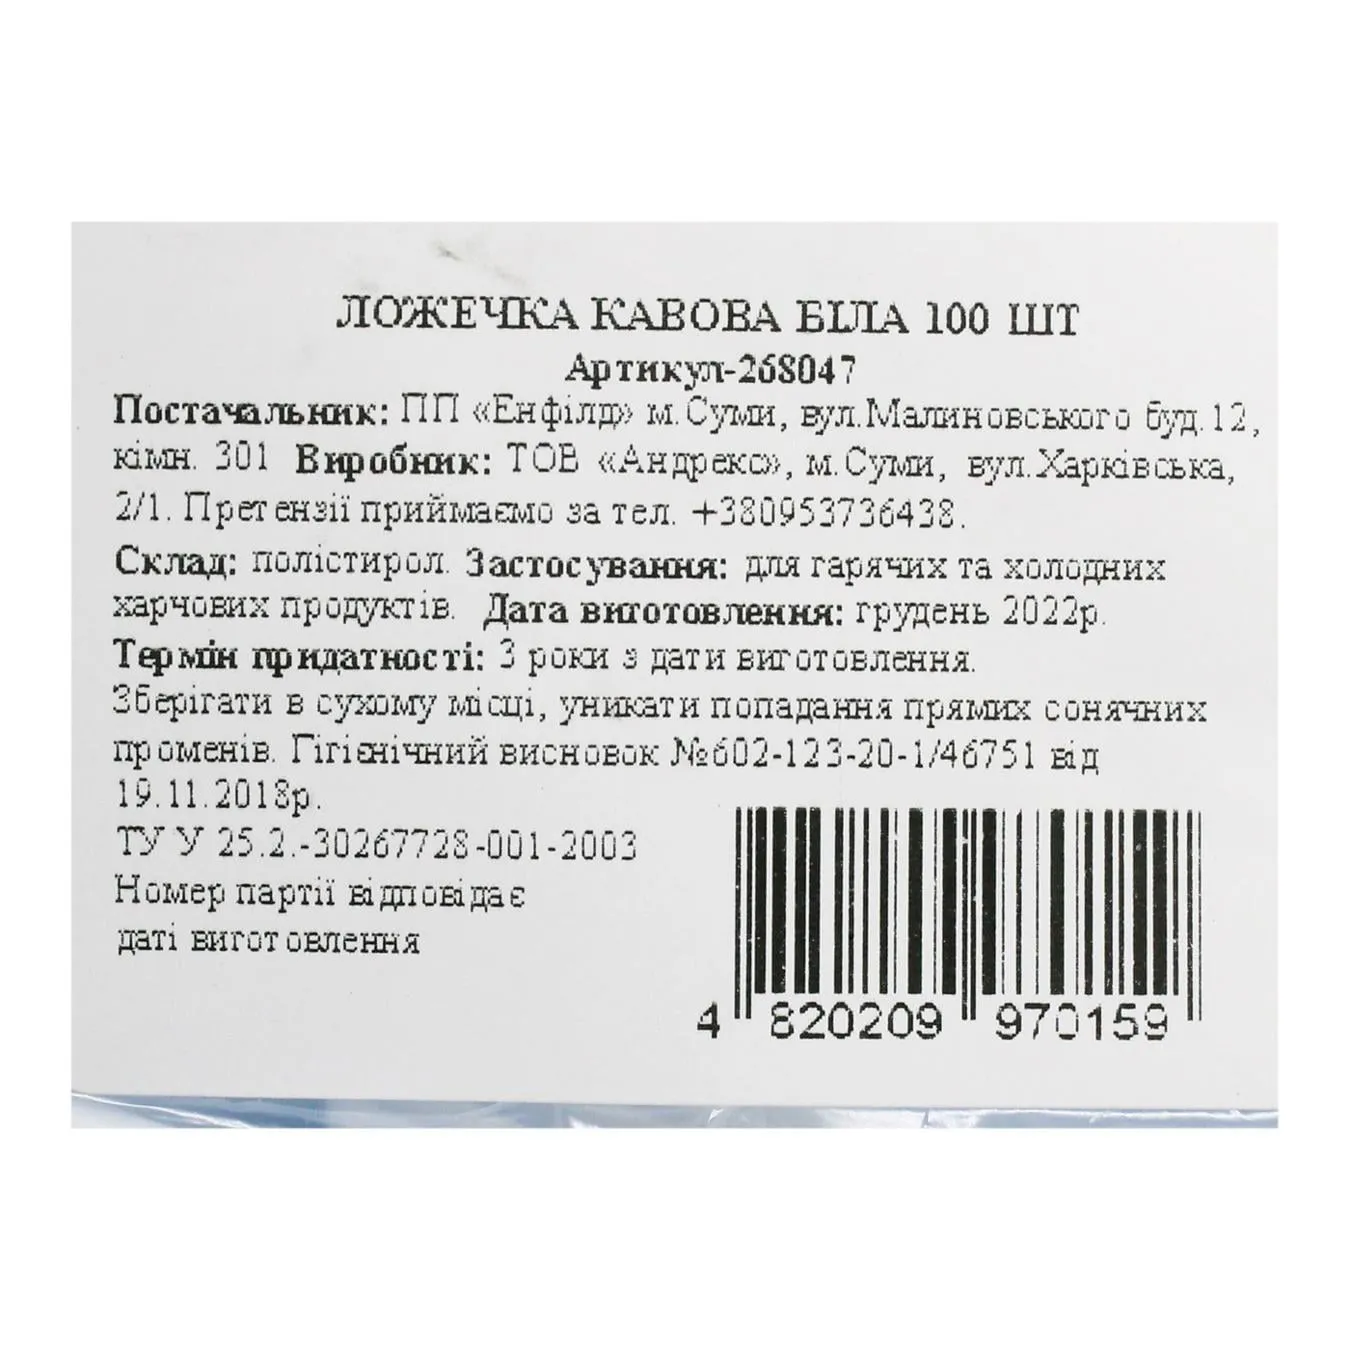 ЛОЖЕЧКА КАВОВА БІЛА 100 ШТ
Артикул-268047
Постачальник: ПП «Енфілд» м.Суми, вул.Малиновського буд.12,
кімн. 301 Виробник: ТОВ «Андрекс», м.Суми, вул.Харківська,
2/1. Претензії приймаємо за тел. +380953736438.
Склад: полістирол. Застосування: для гарячих та холодних
харчових продуктів. Дата виготовлення: грудень 2022р.
Термін придатності: 3 роки з дати виготовлення.
Зберігати в сухому місці, уникати попадання прямих сонячних
променів. Гігієнічний висновок №602-123-20-1/46751 від
19.11.2018р.
ТУ У 25.2.-30267728-001-2003
Номер партії відповідає
даті виготовлення
4 820209 970159